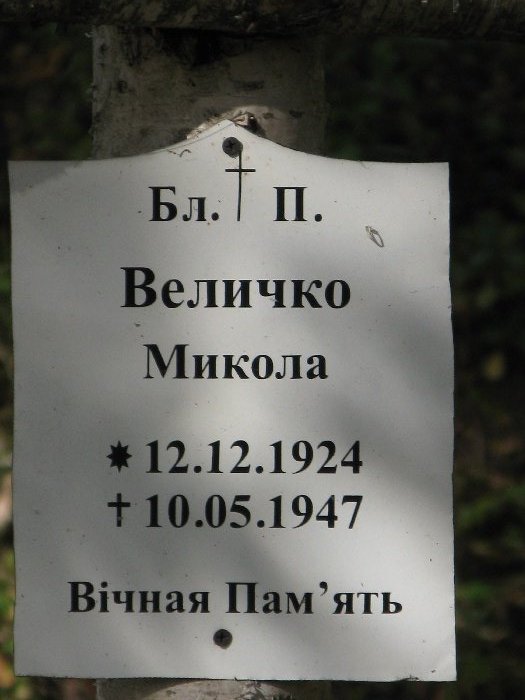 Бл. † П.
Величко
Микола
✷ 12.12.1924
† 10.05.1947
Вічная Пам’ять